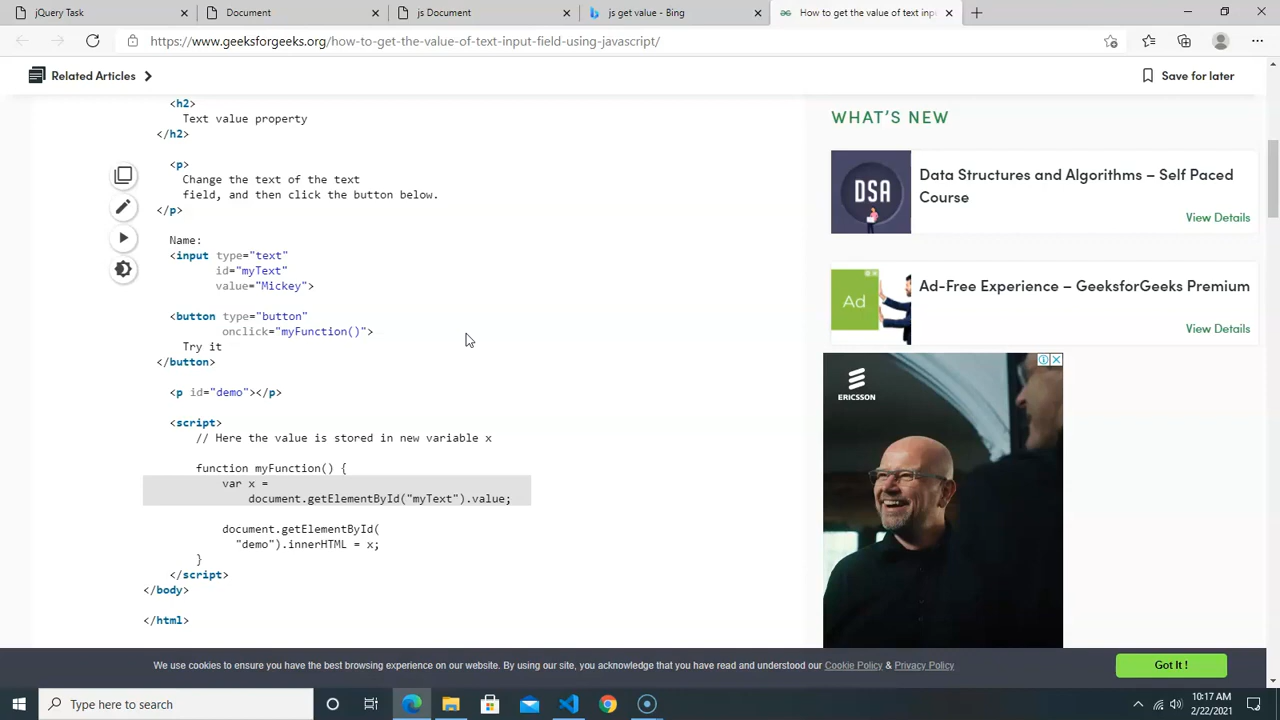 jQuery Task
Document
js Document
js get value - Bing
How to get the value of text inp
https://www.geeksforgeeks.org/how-to-get-the-value-of-text-input-field-using-javascript/
Related Articles
Save for later
<h2>
Text value property
</h2>
<p>
Change the text of the text
field, and then click the button below.
</p>
Name:
<input type="text"
id="myText"
value="Mickey">
<button type="button"
onclick="myFunction()">
Try it
</button>
<p id="demo"></p>
<script>
// Here the value is stored in new variable x
function myFunction() {
var x =
document.getElementById("myText").value;
document.getElementById(
"demo").innerHTML = x;
}
</script>
</body>
</html>
WHAT'S NEW
DSA
Data Structures and Algorithms – Self Paced
Course
View Details
Ad
Ad-Free Experience – GeeksforGeeks Premium
View Details
ERICSSON
We use cookies to ensure you have the best browsing experience on our website. By using our site, you acknowledge that you have read and understood our Cookie Policy & Privacy Policy
Got It !
Type here to search
10:17 AM
2/22/2021